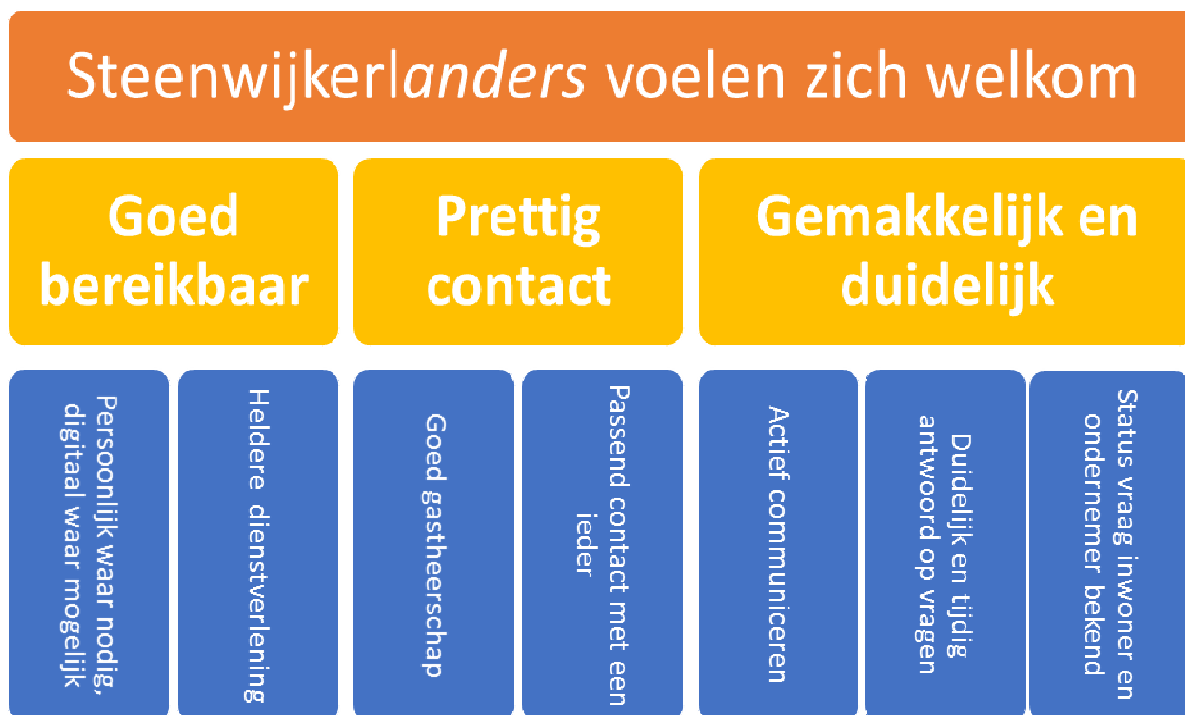 Steenwijkerlanders voelen zich welkom
Goed
bereikbaar
Prettig
contact
Gemakkelijk en
duidelijk
Persoonlijk waar nodig,
digitaal waar mogelijk
Heldere dienstverlening
Goed gastheerschap
Passend contact met een
ieder
Actief communiceren
Duidelijk en tijdig
antwoord op vragen
Status vraag inwoner en
ondernemer bekend